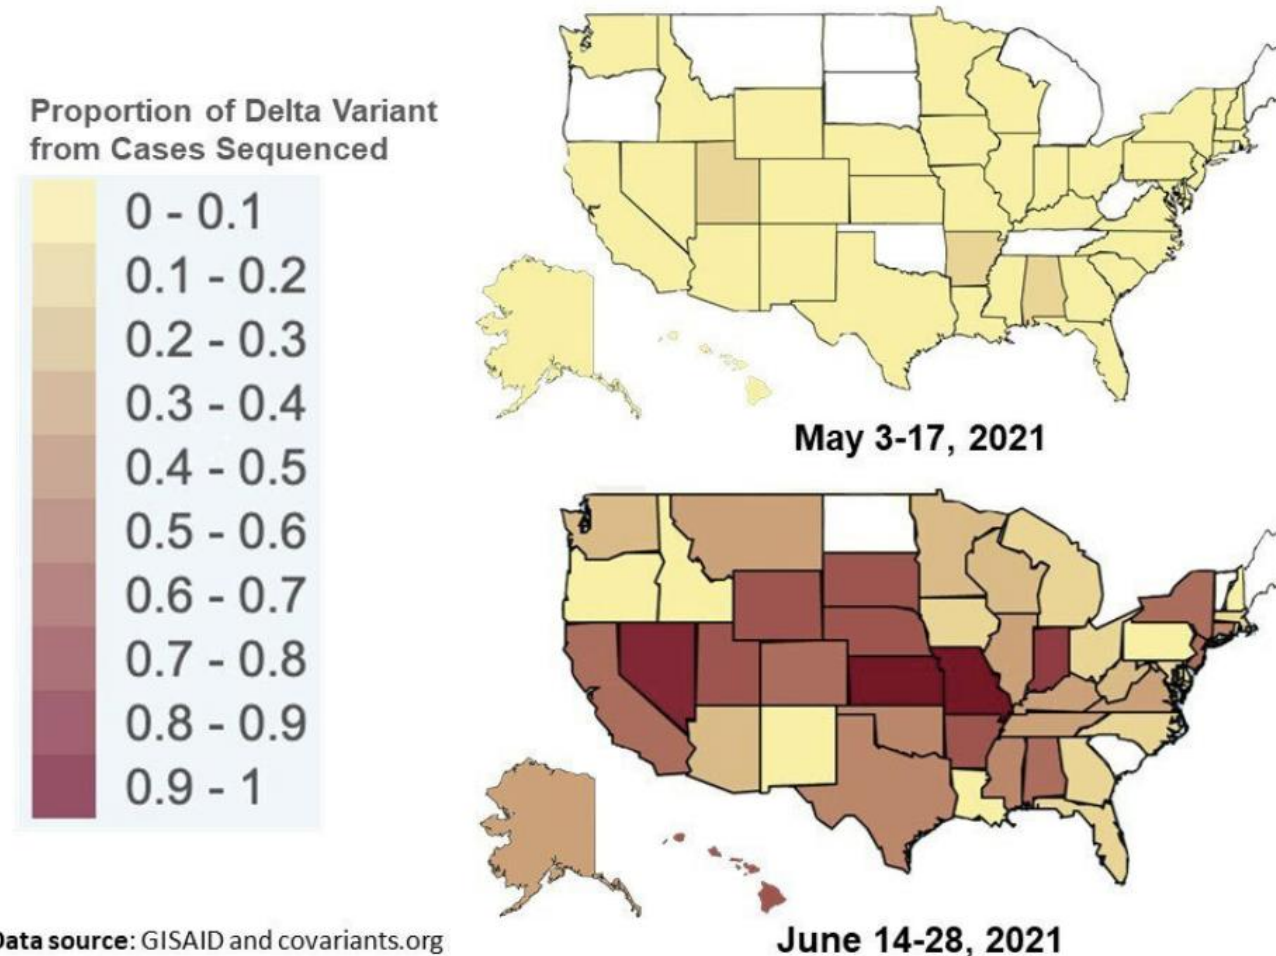 Proportion of Delta Variant
from Cases Sequenced
0 - 0.1
0.1 - 0.2
0.2 - 0.3
0.3 - 0.4
0.4 - 0.5
0.5 - 0.6
0.6 - 0.7
0.7 - 0.8
0.8 - 0.9
0.9 - 1
May 3-17, 2021
June 14-28, 2021
Data source: GISAID and covariants.org